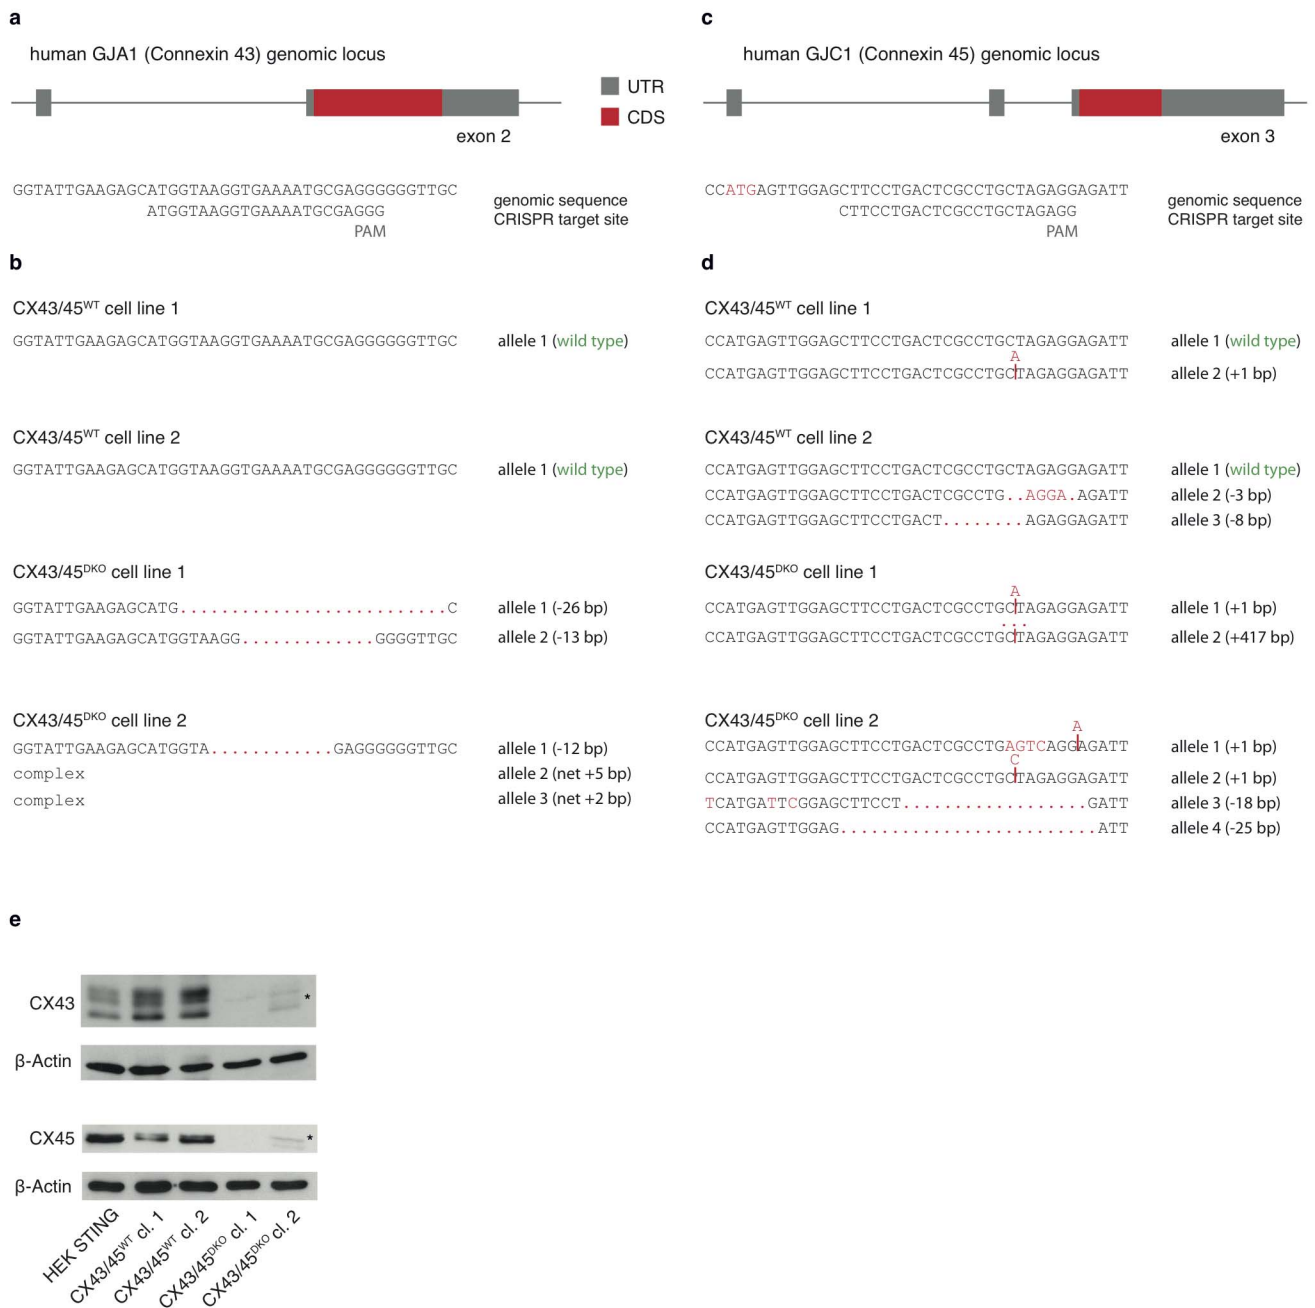 a
human GJA1 (Connexin 43) genomic locus
UTR
CDS
exon 2
GGTATTGAAGAGCATGGTAAGGTGAAAATGCGAGGGGGGTTGC genomic sequence
ATGGTAAGGTGAAAATGCGAGGG CRISPR target site
PAM
c
human GJC1 (Connexin 45) genomic locus
exon 3
CCATGAGTTGGAGCTTCCTGACTCGCCTGCTAGAGGAGATT genomic sequence
CTTCCTGACTCGCCTGCTAGAGG CRISPR target site
PAM
b
CX43/45WT cell line 1
GGTATTGAAGAGCATGGTAAGGTGAAAATGCGAGGGGGGTTGC allele 1 (wild type)
CX43/45WT cell line 2
GGTATTGAAGAGCATGGTAAGGTGAAAATGCGAGGGGGGTTGC allele 1 (wild type)
CX43/45DKO cell line 1
GGTATTGAAGAGCATG..........................C allele 1 (-26 bp)
GGTATTGAAGAGCATGGTAAGG.............GGGGTTGC allele 2 (-13 bp)
CX43/45DKO cell line 2
GGTATTGAAGAGCATGGTA............GAGGGGGGTTGC allele 1 (-12 bp)
complex allele 2 (net +5 bp)
complex allele 3 (net +2 bp)
d
CX43/45WT cell line 1
CCATGAGTTGGAGCTTCCTGACTCGCCTGCTAGAGGAGATT allele 1 (wild type)
A
CCATGAGTTGGAGCTTCCTGACTCGCCTGCTAGAGGAGATT allele 2 (+1 bp)
CX43/45WT cell line 2
CCATGAGTTGGAGCTTCCTGACTCGCCTGCTAGAGGAGATT allele 1 (wild type)
CCATGAGTTGGAGCTTCCTGACTCGCCTG..AGGA.AGATT allele 2 (-3 bp)
CCATGAGTTGGAGCTTCCTGACT........AGAGGAGATT allele 3 (-8 bp)
CX43/45DKO cell line 1
A
CCATGAGTTGGAGCTTCCTGACTCGCCTGCTAGAGGAGATT allele 1 (+1 bp)
...
CCATGAGTTGGAGCTTCCTGACTCGCCTGCTAGAGGAGATT allele 2 (+417 bp)
CX43/45DKO cell line 2
A
CCATGAGTTGGAGCTTCCTGACTCGCCTGAGTCAGGAGATT allele 1 (+1 bp)
C
CCATGAGTTGGAGCTTCCTGACTCGCCTGCTAGAGGAGATT allele 2 (+1 bp)
TCATGATTCGGAGCTTCCT..................GATT allele 3 (-18 bp)
CCATGAGTTGGAG.........................ATT allele 4 (-25 bp)
e
CX43 *
β-Actin
CX45 *
β-Actin
HEK STING
CX43/45WT cl. 1
CX43/45WT cl. 2
CX43/45DKO cl. 1
CX43/45DKO cl. 2